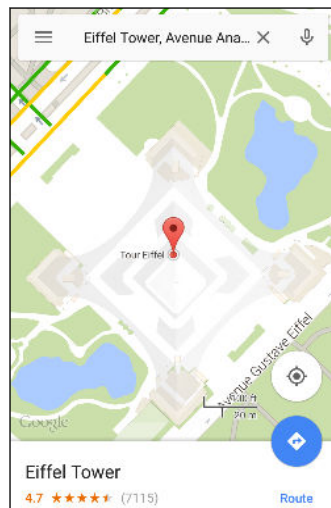 Eiffel Tower, Avenue Ana...
Tour Eiffel
Avenue Gustave Eiffel
20 m
Google
Eiffel Tower
4.7 (7115)
Route